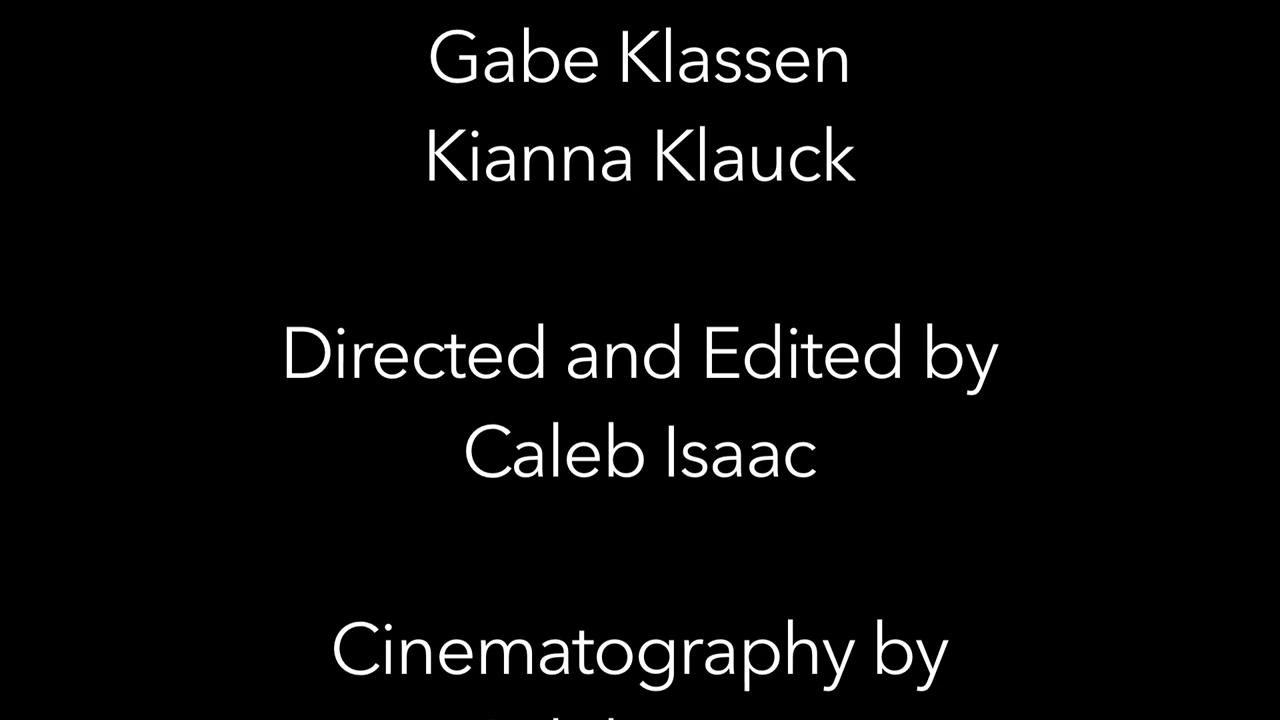 Gabe Klassen
Kianna Klauck
Directed and Edited by
Caleb Isaac
Cinematography by